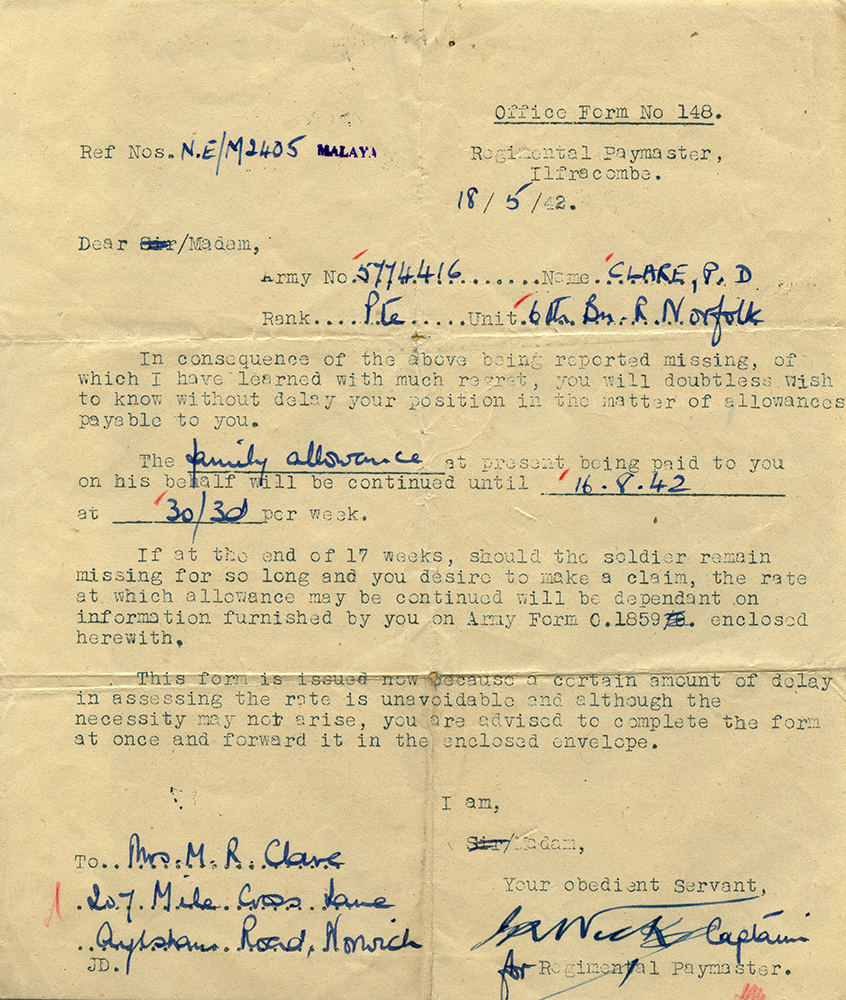 Office Form No 148.
Ref Nos. N.E/M2405 MALAYA
Regimental Paymaster,
Ilfracombe.
18/5/42.
Dear Sir/Madam,
Army No. 5774416 .......... Name. CLARE, P. D
Rank.... Pte ..... Unit. 6th Bn. R. Norfolk
In consequence of the above being reported missing, of
which I have learned with much regret, you will doubtless wish
to know without delay your position in the matter of allowances
payable to you.
The family allowance at present being paid to you
on his behalf will be continued until 16.8.42
at 30/3d per week.
If at the end of 17 weeks, should the soldier remain
missing for so long and you desire to make a claim, the rate
at which allowance may be continued will be dependant on
information furnished by you on Army Form O.1859. enclosed
herewith.
This form is issued now because a certain amount of delay
in assessing the rate is unavoidable and although the
necessity may not arise, you are advised to complete the form
at once and forward it in the enclosed envelope.
I am,
Sir/Madam,
Your obedient Servant,
Captain
for Regimental Paymaster.
To.. Mrs. M. R. Clare
207. Mile Cross Lane
Aylsham Road, Norwich
JD.